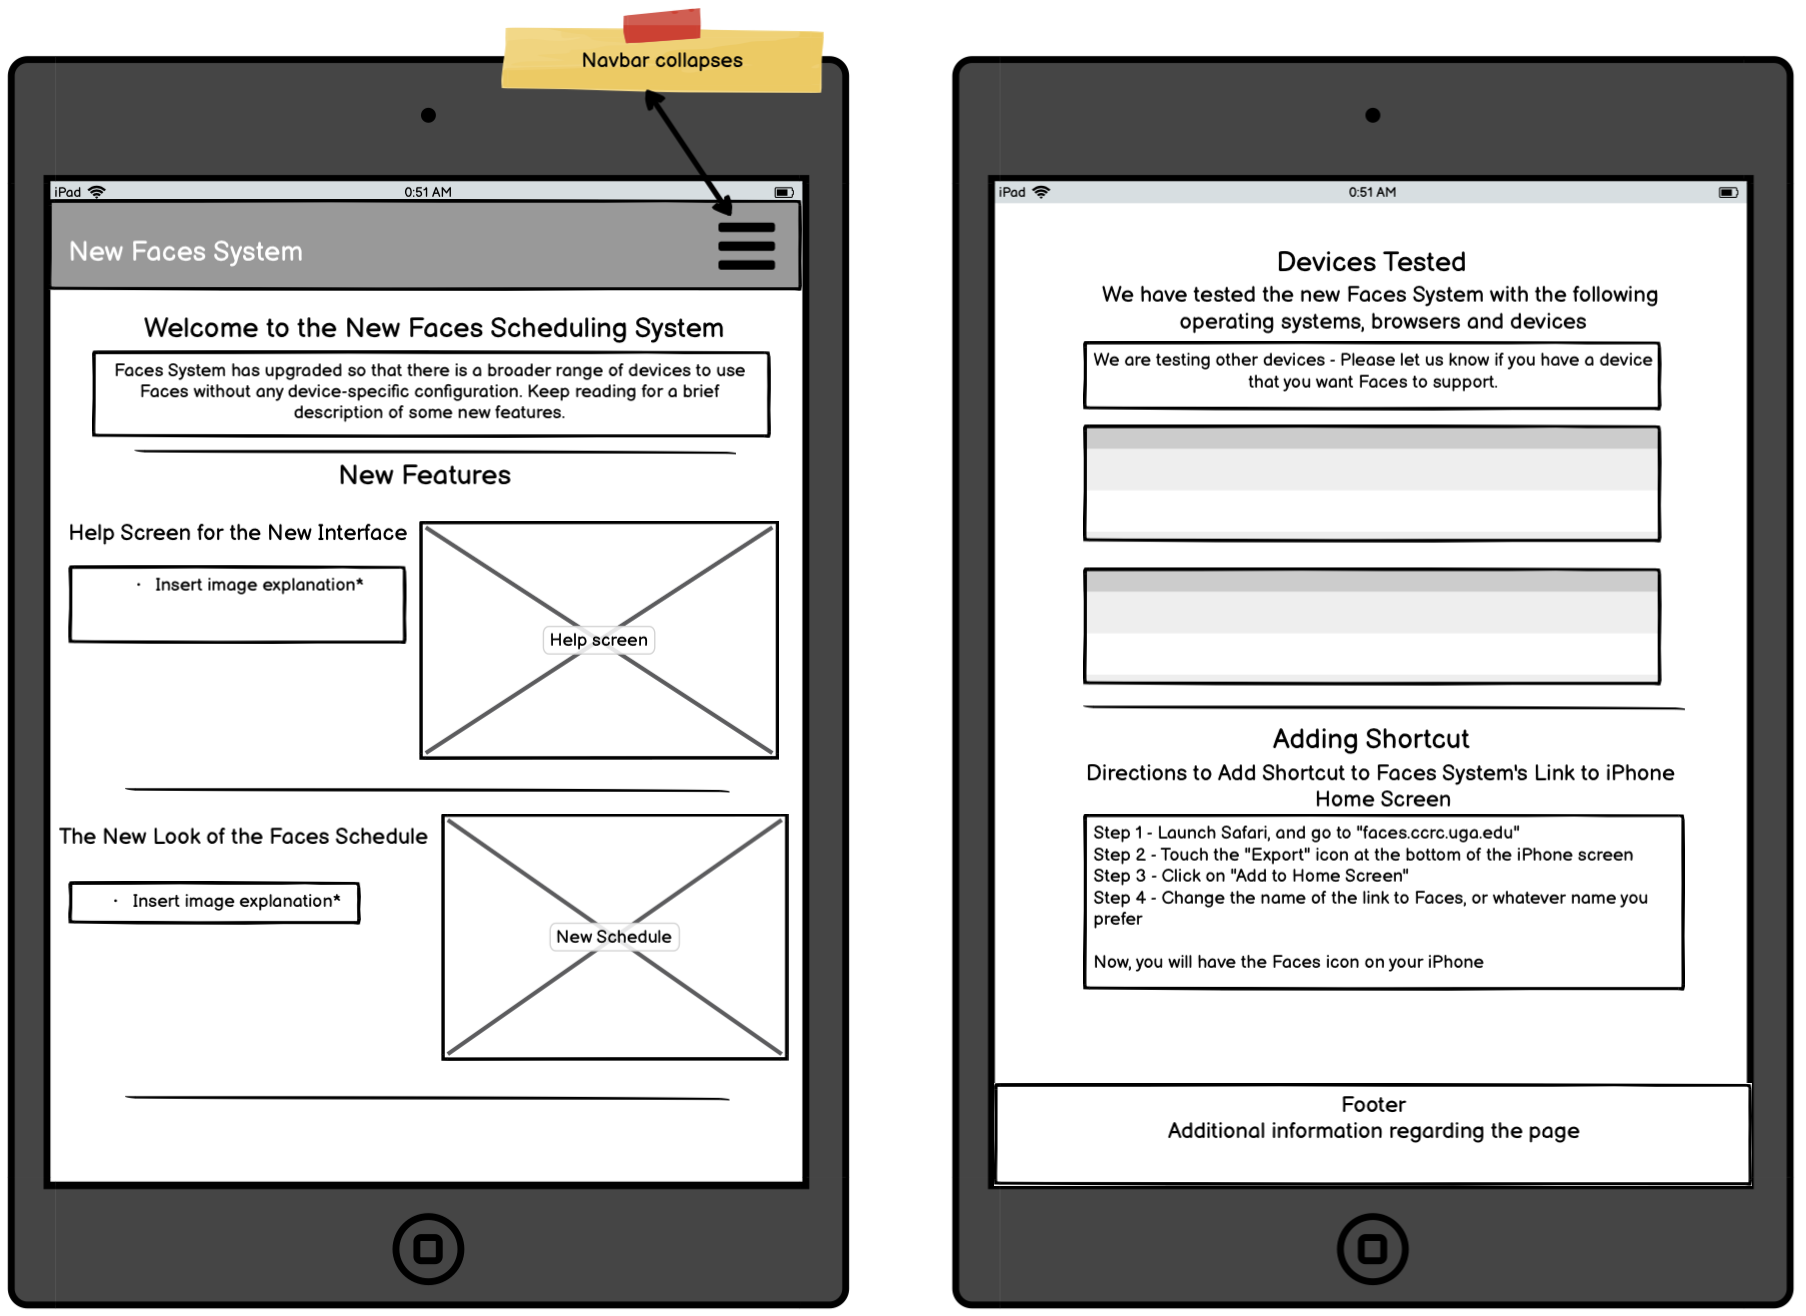 Navbar collapses
iPad
0:51 AM
New Faces System
Welcome to the New Faces Scheduling System
Faces System has upgraded so that there is a broader range of devices to use
Faces without any device-specific configuration. Keep reading for a brief
description of some new features.
New Features
Help Screen for the New Interface
· Insert image explanation*
Help screen
The New Look of the Faces Schedule
· Insert image explanation*
New Schedule
iPad
0:51 AM
Devices Tested
We have tested the new Faces System with the following
operating systems, browsers and devices
We are testing other devices - Please let us know if you have a device
that you want Faces to support.
Adding Shortcut
Directions to Add Shortcut to Faces System's Link to iPhone
Home Screen
Step 1 - Launch Safari, and go to "faces.ccrc.uga.edu"
Step 2 - Touch the "Export" icon at the bottom of the iPhone screen
Step 3 - Click on "Add to Home Screen"
Step 4 - Change the name of the link to Faces, or whatever name you
prefer
Now, you will have the Faces icon on your iPhone
Footer
Additional information regarding the page